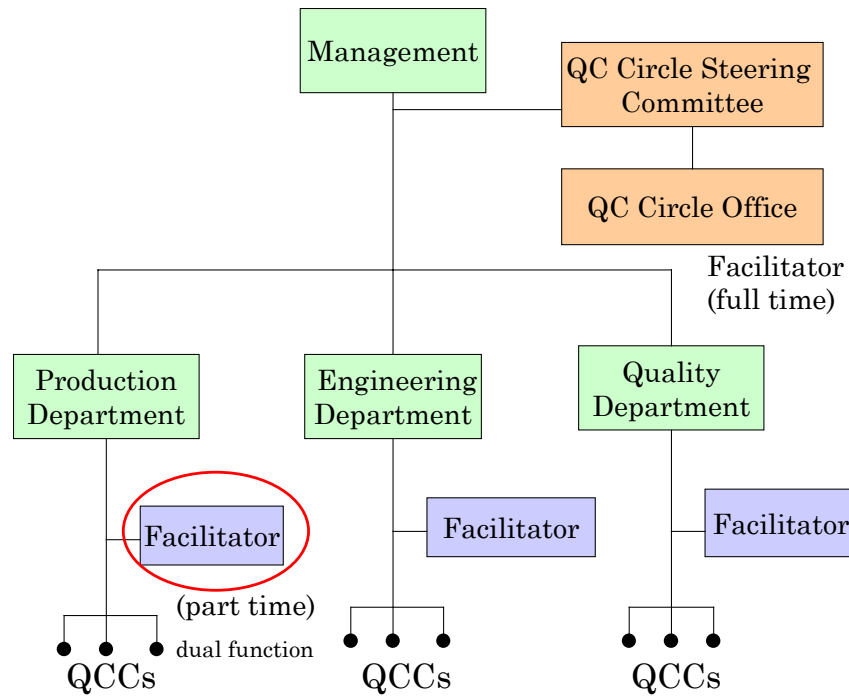 Management
QC Circle Steering
Committee
QC Circle Office
Facilitator
(full time)
Production
Department
Engineering
Department
Quality
Department
Facilitator
Facilitator
Facilitator
(part time)
dual function
QCCs
QCCs
QCCs